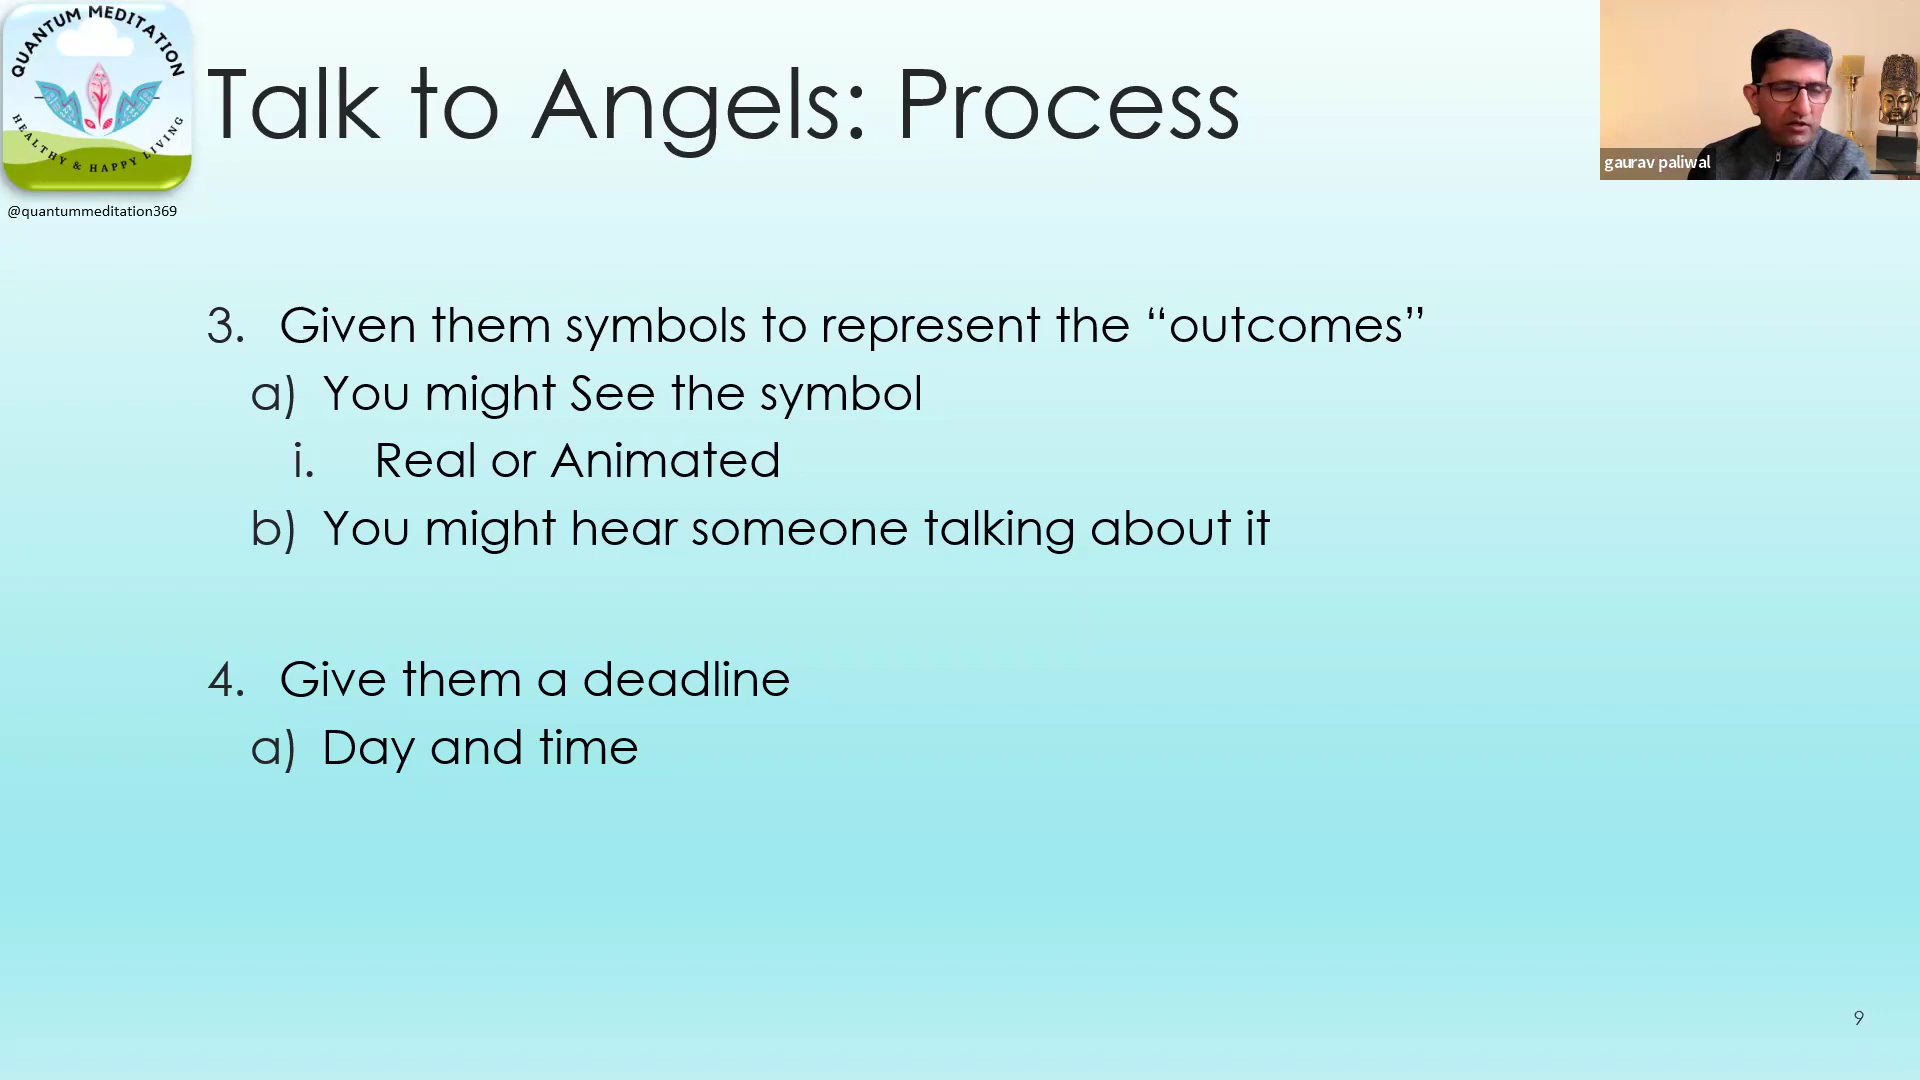 QUANTUM MEDITATION
HEALTHY & HAPPY LIVING
@quantummeditation369
Talk to Angels: Process
gaurav paliwal
3. Given them symbols to represent the “outcomes”
a) You might See the symbol
i. Real or Animated
b) You might hear someone talking about it
4. Give them a deadline
a) Day and time
9